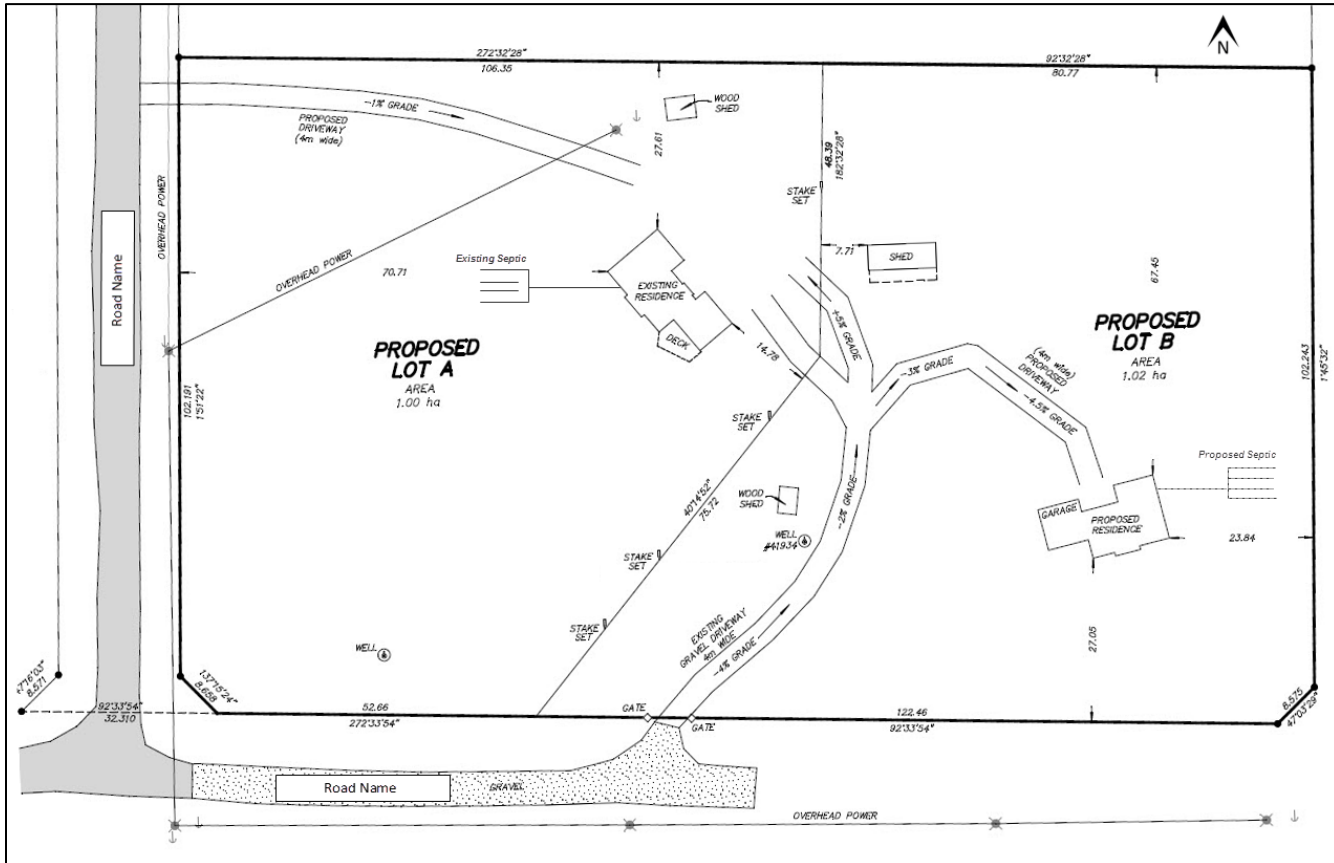 N
272°32'28"
106.35
92°32'28"
80.77
-1% GRADE
PROPOSED
DRIVEWAY
(4m wide)
WOOD
SHED
27.61
48.39
182°32'28"
STAKE
SET
OVERHEAD POWER
OVERHEAD POWER
Road Name
70.71
Existing Septic
EXISTING
RESIDENCE
DECK
14.78
7.71
SHED
+5% GRADE
67.45
PROPOSED
LOT A
AREA
1.00 ha
PROPOSED
LOT B
AREA
1.02 ha
-3% GRADE
(4m wide)
PROPOSED
DRIVEWAY
-4.5% GRADE
102.191
1°51'22"
102.243
1°45'32"
STAKE
SET
40°14'52"
75.72
WOOD
SHED
-2% GRADE
WELL
#41934
Proposed Septic
GARAGE
PROPOSED
RESIDENCE
23.84
STAKE
SET
STAKE
SET
EXISTING
GRAVEL DRIVEWAY
4m WIDE
-4% GRADE
27.05
WELL
8.571
137°15'24"
8.658
92°33'54"
32.310
52.66
272°33'54"
GATE
GATE
122.46
92°33'54"
8.575
47°03'29"
Road Name
GRAVEL
OVERHEAD POWER